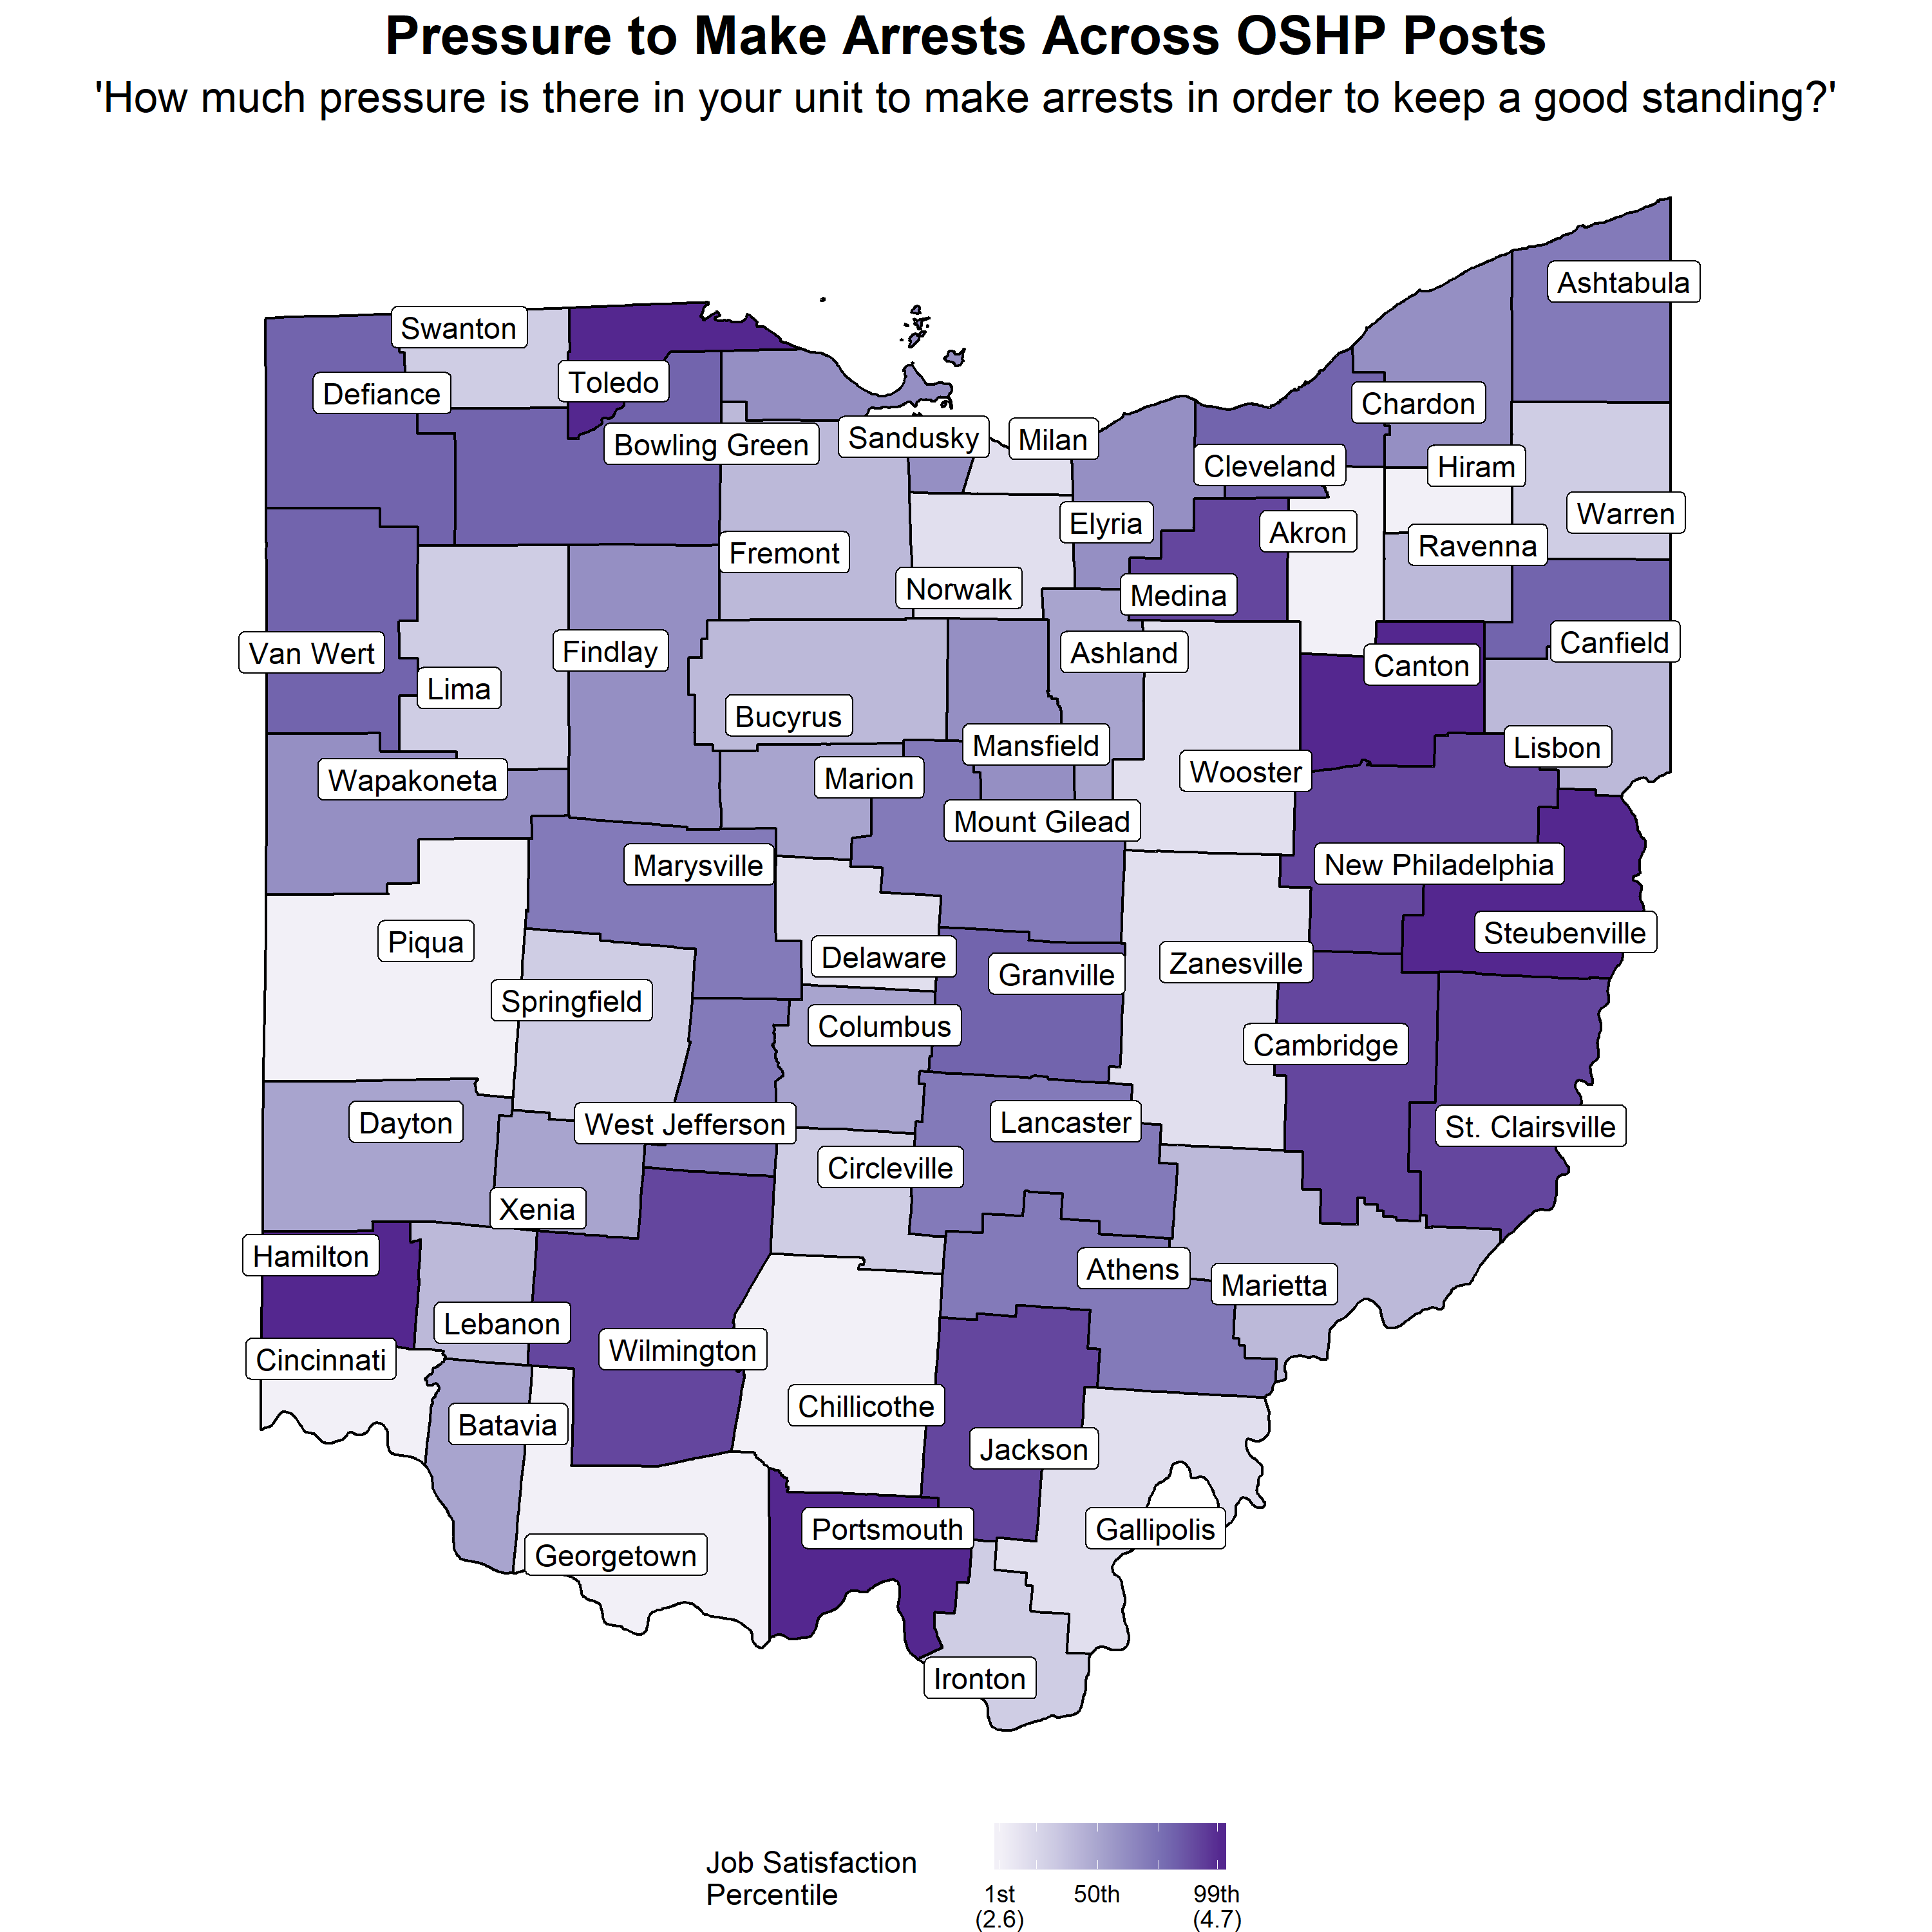 Pressure to Make Arrests Across OSHP Posts
'How much pressure is there in your unit to make arrests in order to keep a good standing?'
Ashtabula
Swanton
Toledo
Defiance
Chardon
Bowling Green
Sandusky
Milan
Cleveland
Hiram
Warren
Elyria
Akron
Ravenna
Fremont
Norwalk
Medina
Van Wert
Findlay
Ashland
Canfield
Canton
Lima
Bucyrus
Mansfield
Lisbon
Wapakoneta
Marion
Wooster
Mount Gilead
Marysville
New Philadelphia
Piqua
Steubenville
Delaware
Granville
Zanesville
Springfield
Columbus
Cambridge
Dayton
West Jefferson
Lancaster
St. Clairsville
Circleville
Xenia
Hamilton
Athens
Marietta
Lebanon
Wilmington
Cincinnati
Chillicothe
Batavia
Jackson
Portsmouth
Gallipolis
Georgetown
Ironton
Job Satisfaction
Percentile
1st 50th 99th
(2.6) (4.7)